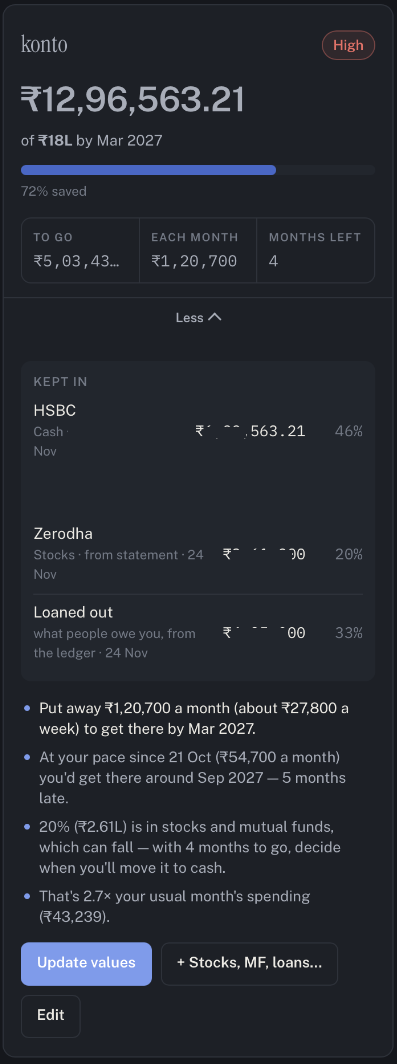 konto
High
₹12,96,563.21
of ₹18L by Mar 2027
72% saved
TO GO
EACH MONTH
MONTHS LEFT
₹5,03,43…
₹1,20,700
4
Less
KEPT IN
HSBC
Cash ·
Nov
563.21
46%
Zerodha
Stocks · from statement · 24
Nov
₹
00
20%
Loaned out
what people owe you, from
the ledger · 24 Nov
₹
00
33%
• Put away ₹1,20,700 a month (about ₹27,800 a
week) to get there by Mar 2027.
• At your pace since 21 Oct (₹54,700 a month)
you'd get there around Sep 2027 — 5 months
late.
• 20% (₹2.61L) is in stocks and mutual funds,
which can fall — with 4 months to go, decide
when you'll move it to cash.
• That's 2.7× your usual month's spending
(₹43,239).
Update values
+ Stocks, MF, loans...
Edit